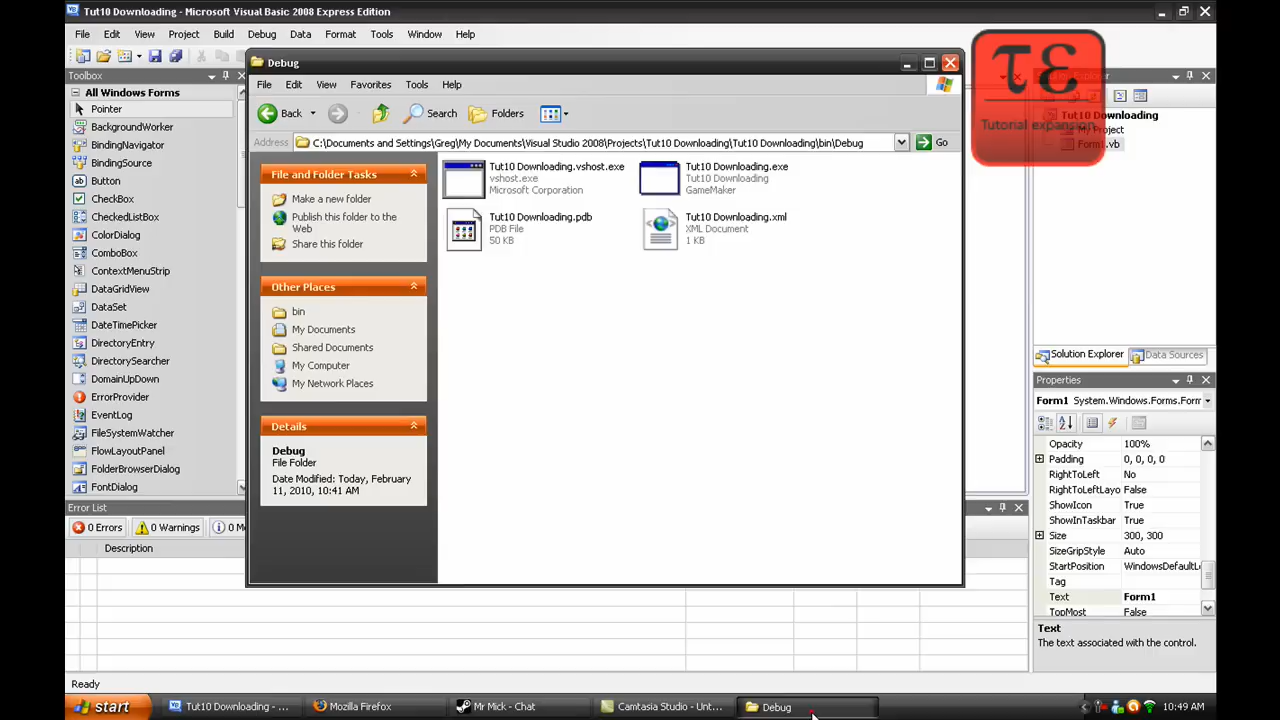 Tut10 Downloading - Microsoft Visual Basic 2008 Express Edition
File Edit View Project Build Debug Data Format Tools Window Help
Toolbox
All Windows Forms
Pointer
BackgroundWorker
BindingNavigator
BindingSource
Button
CheckBox
CheckedListBox
ColorDialog
ComboBox
ContextMenuStrip
DataGridView
DataSet
DateTimePicker
DirectoryEntry
DirectorySearcher
DomainUpDown
ErrorProvider
EventLog
FileSystemWatcher
FlowLayoutPanel
FolderBrowserDialog
FontDialog
Debug
File Edit View Favorites Tools Help
Back Search Folders
Address C:\Documents and Settings\Greg\My Documents\Visual Studio 2008\Projects\Tut10 Downloading\Tut10 Downloading\bin\Debug Go
File and Folder Tasks
Make a new folder
Publish this folder to the
Web
Share this folder
Other Places
bin
My Documents
Shared Documents
My Computer
My Network Places
Details
Debug
File Folder
Date Modified: Today, February
11, 2010, 10:41 AM
Tut10 Downloading.vshost.exe
vshost.exe
Microsoft Corporation
Tut10 Downloading.exe
Tut10 Downloading
GameMaker
Tut10 Downloading.pdb
PDB File
50 KB
Tut10 Downloading.xml
XML Document
1 KB
τε
Tutorial expansion
Solution Explorer
Tut10 Downloading
My Project
Form1.vb
Solution Explorer Data Sources
Properties
Form1 System.Windows.Forms.Form
Opacity 100%
Padding 0, 0, 0, 0
RightToLeft No
RightToLeftLayo False
ShowIcon True
ShowInTaskbar True
Size 300, 300
SizeGripStyle Auto
StartPosition WindowsDefaultLo
Tag
Text Form1
TopMost False
Text
The text associated with the control.
Error List
0 Errors 0 Warnings 0 M
Description
Ready
start Tut10 Downloading - ... Mozilla Firefox Mr Mick - Chat Camtasia Studio - Unt... Debug 10:49 AM